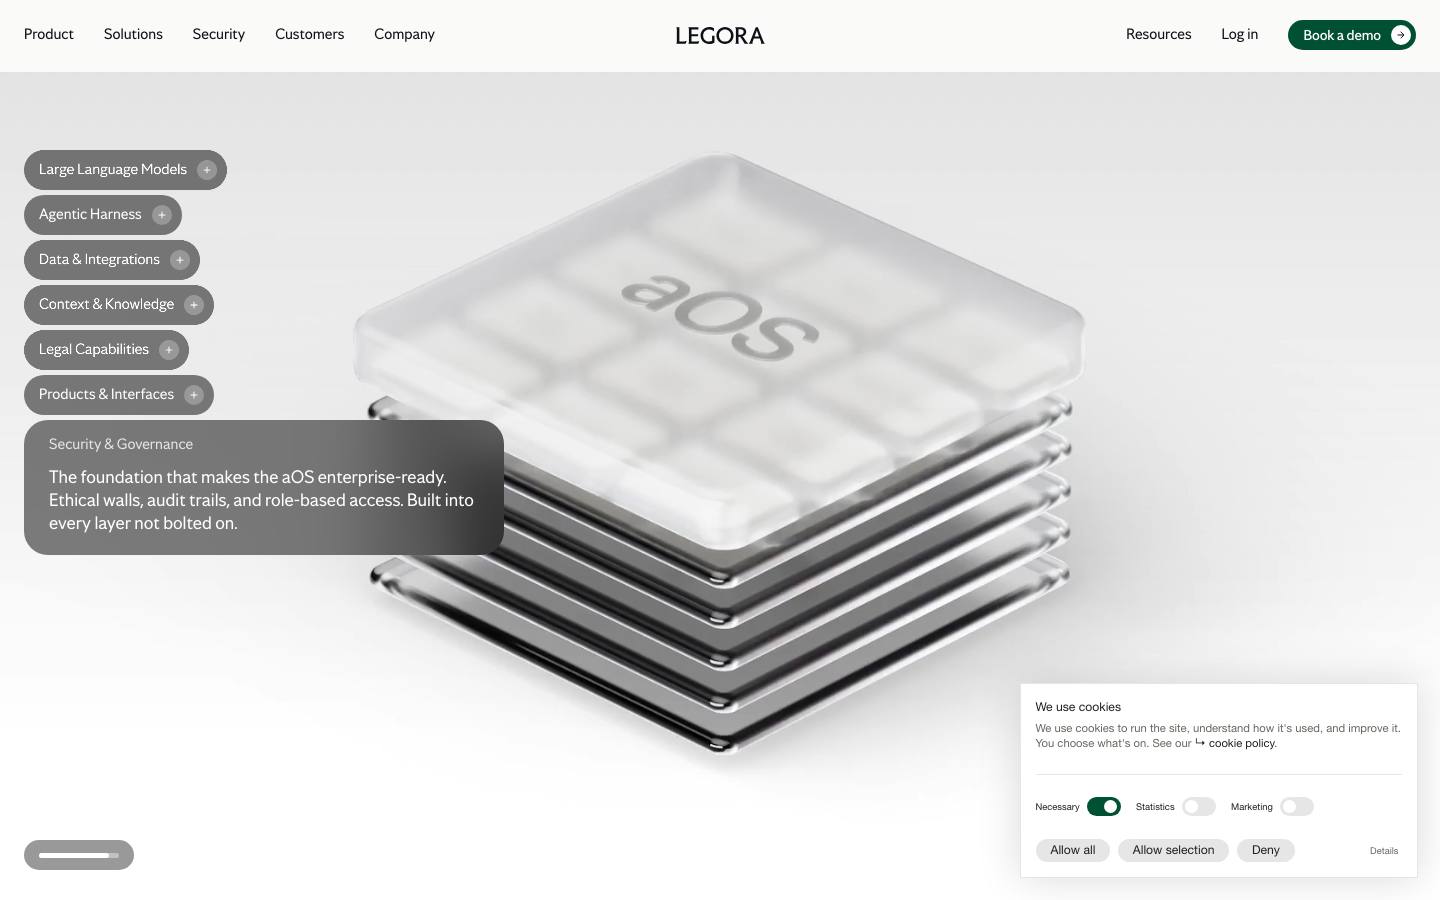 Product
Solutions
Security
Customers
Company
LEGORA
Resources
Log in
Book a demo
Large Language Models
Agentic Harness
Data & Integrations
Context & Knowledge
Legal Capabilities
Products & Interfaces
Security & Governance
The foundation that makes the aOS enterprise-ready.
Ethical walls, audit trails, and role-based access. Built into
every layer not bolted on.
aOS
We use cookies
We use cookies to run the site, understand how it's used, and improve it.
You choose what's on. See our ↳ cookie policy.
Necessary
Statistics
Marketing
Allow all
Allow selection
Deny
Details